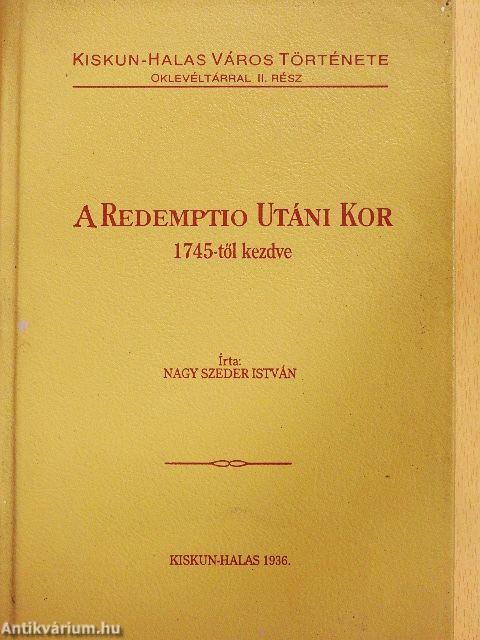 KISKUN-HALAS VÁROS TÖRTÉNETE
OKLEVÉLTÁRRAL II. RÉSZ
A REDEMPTIO UTÁNI KOR
1745-től kezdve
Írta:
NAGY SZEDER ISTVÁN
KISKUN-HALAS 1936.
Antikvárium.hu